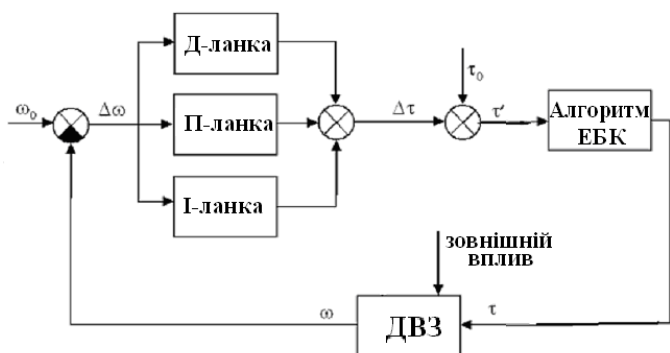 Д-ланка
τ₀
ω₀
Δω
П-ланка
Δτ
τ′
Алгоритм
ЕБК
І-ланка
зовнішній
вплив
ω
ДВЗ
τ